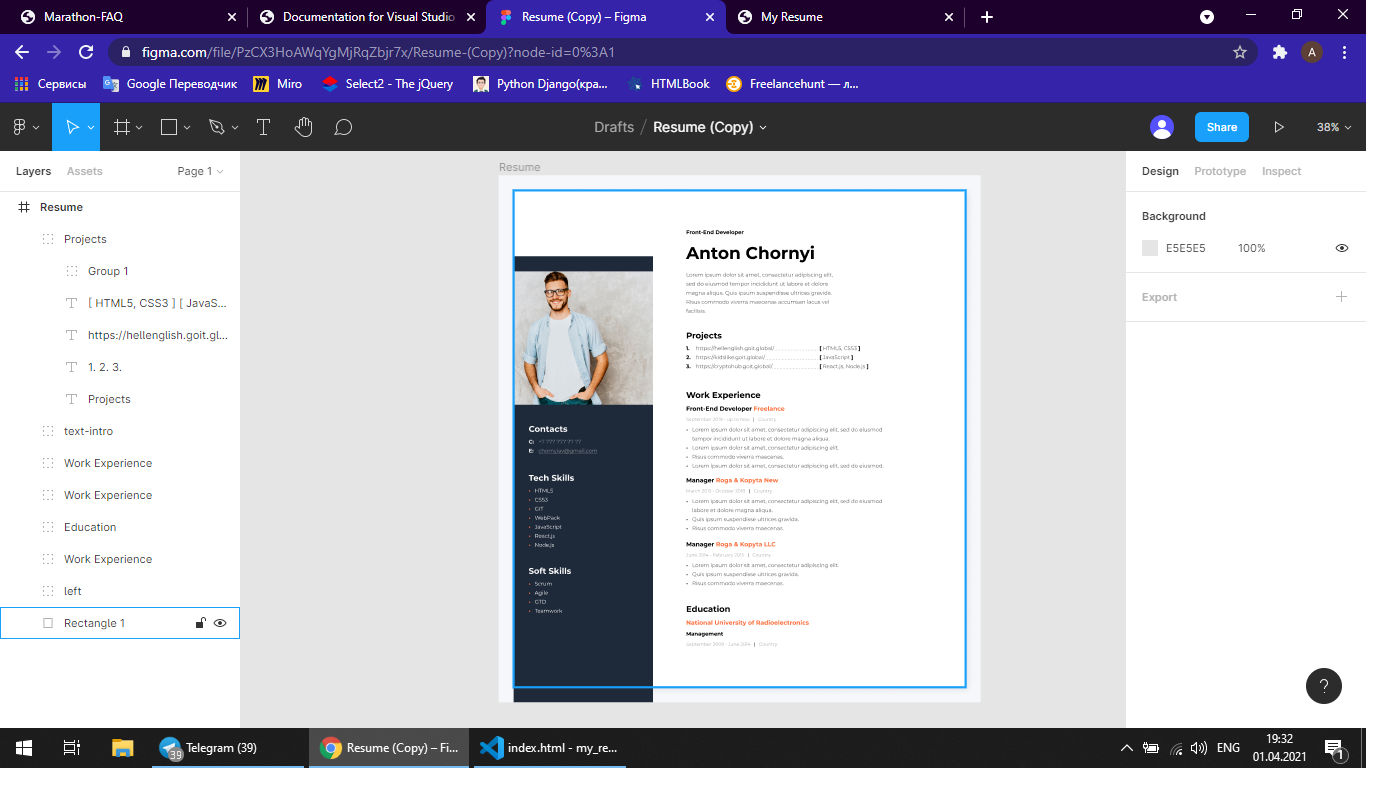 Marathon-FAQ
Documentation for Visual Studio
Resume (Copy) – Figma
My Resume
figma.com/file/PzCX3HoAWqYgMjRqZbjr7x/Resume-(Copy)?node-id=0%3A1
A
Сервисы
Google Переводчик
Miro
Select2 - The jQuery
Python Django(кра...
HTMLBook
Freelancehunt — л...
Drafts / Resume (Copy)
Share
38%
Layers
Assets
Page 1
Resume
Projects
Group 1
[ HTML5, CSS3 ] [ JavaS...
https://hellenglish.goit.gl...
1. 2. 3.
Projects
text-intro
Work Experience
Work Experience
Education
Work Experience
left
Rectangle 1
Resume
Front-End Developer
Anton Chornyi
Lorem ipsum dolor sit amet, consectetur adipiscing elit,
sed do eiusmod tempor incididunt ut labore et dolore
magna aliqua. Quis ipsum suspendisse ultrices gravida.
Risus commodo viverra maecenas accumsan lacus vel
facilisis.
Projects
1. https://hellenglish.goit.global/ [ HTML5, CSS3 ]
2. https://kidslike.goit.global/ [ JavaScript ]
3. https://cryptohub.goit.global/ [ React.js, Node.js ]
Work Experience
Front-End Developer Freelance
September 2019 - up to now | Country
• Lorem ipsum dolor sit amet, consectetur adipiscing elit, sed do eiusmod
tempor incididunt ut labore et dolore magna aliqua.
• Lorem ipsum dolor sit amet, consectetur adipiscing elit.
• Risus commodo viverra maecenas.
• Lorem ipsum dolor sit amet, consectetur adipiscing elit, sed do eiusmod.
Manager Roga & Kopyta New
| Country
• Lorem ipsum dolor sit amet, consectetur adipiscing elit, sed do eiusmod
labore et dolore magna aliqua.
• Quis ipsum suspendisse ultrices gravida.
• Risus commodo viverra maecenas.
Manager Roga & Kopyta LLC
| Country
• Lorem ipsum dolor sit amet, consectetur adipiscing elit.
• Quis ipsum suspendisse ultrices gravida.
• Risus commodo viverra maecenas.
Education
National University of Radioelectronics
Management
September 2009 - June 2014 | Country
Contacts
C: +7 777 777 77 77
E: chornyiav@gmail.com
Tech Skills
• HTML5
• CSS3
• GIT
• WebPack
• JavaScript
• React.js
• Node.js
Soft Skills
• Scrum
• Agile
• GTD
• Teamwork
Design
Prototype
Inspect
Background
E5E5E5
100%
Export
?
39
Telegram (39)
Resume (Copy) – Fi...
index.html - my_re...
ENG
19:32
01.04.2021
1